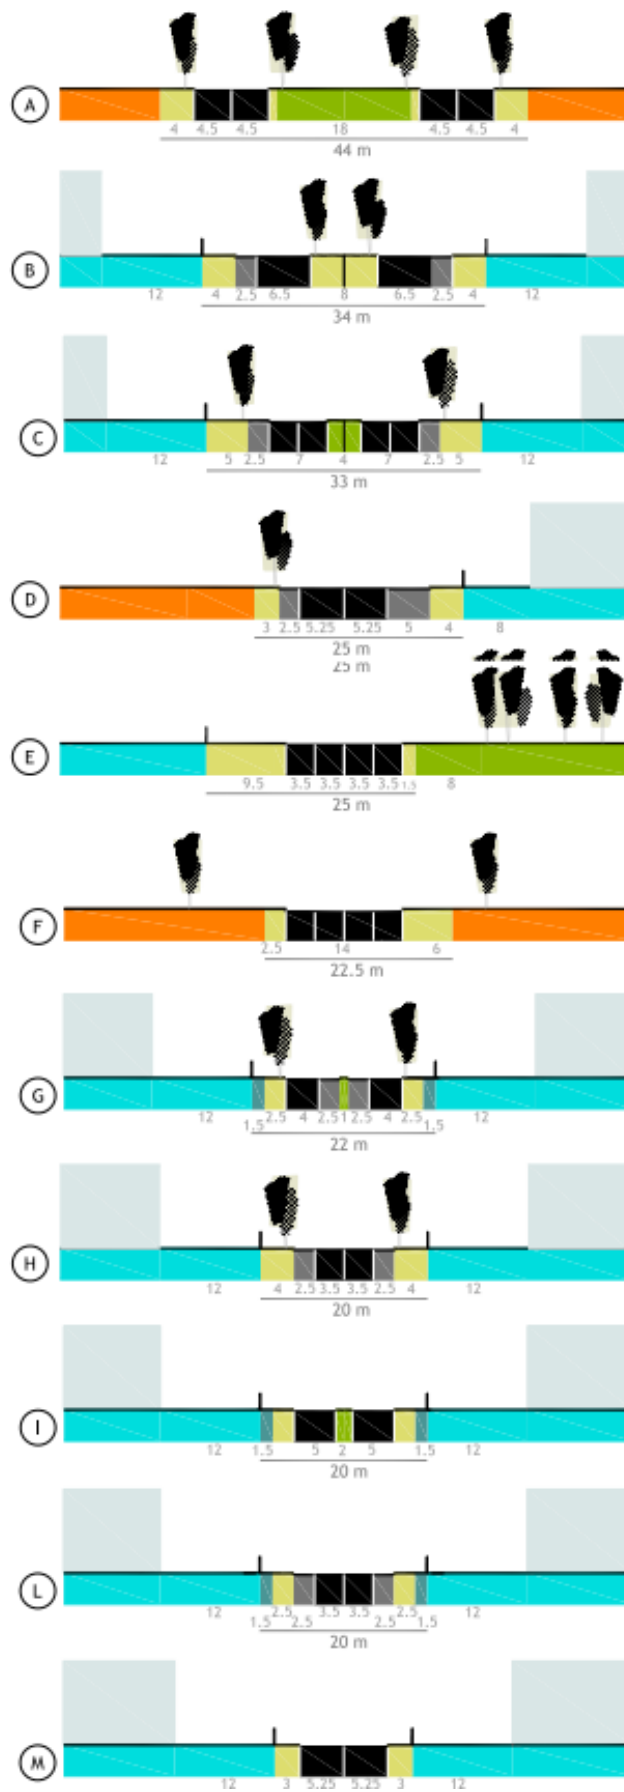 A
4 4.5 4.5 18 4.5 4.5 4
44 m
B
12 4 2.5 6.5 8 6.5 2.5 4 12
34 m
C
12 5 2.5 7 4 7 2.5 5 12
33 m
D
3 2.5 5.25 5.25 5 4 8
25 m
25 m
E
9.5 3.5 3.5 3.5 3.5 1.5 8
25 m
F
2.5 14 6
22.5 m
G
12 1.5 2.5 4 2.5 1 2.5 4 2.5 1.5 12
22 m
H
12 4 2.5 3.5 3.5 2.5 4 12
20 m
I
12 1.5 5 2 5 1.5 12
20 m
L
12 1.5 2.5 2.5 3.5 3.5 2.5 2.5 1.5 12
20 m
M
12 3 5.25 5.25 3 12